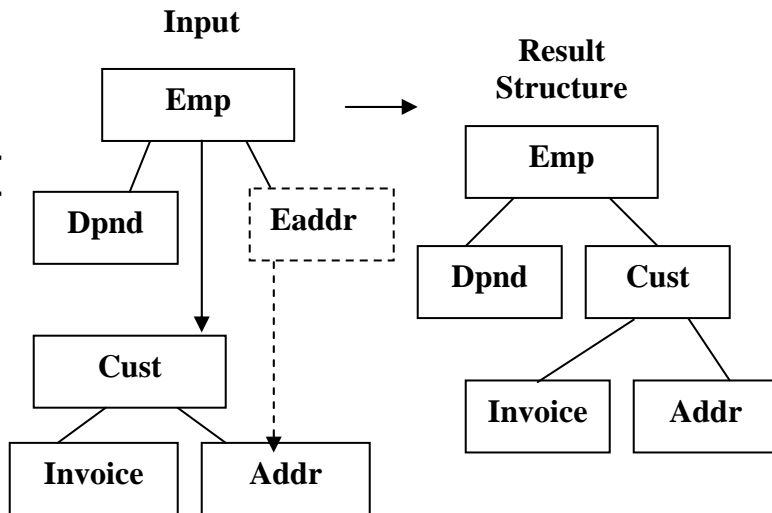 Input
Emp
Dpnd
Eaddr
Cust
Invoice
Addr
Result
Structure
Emp
Dpnd
Cust
Invoice
Addr